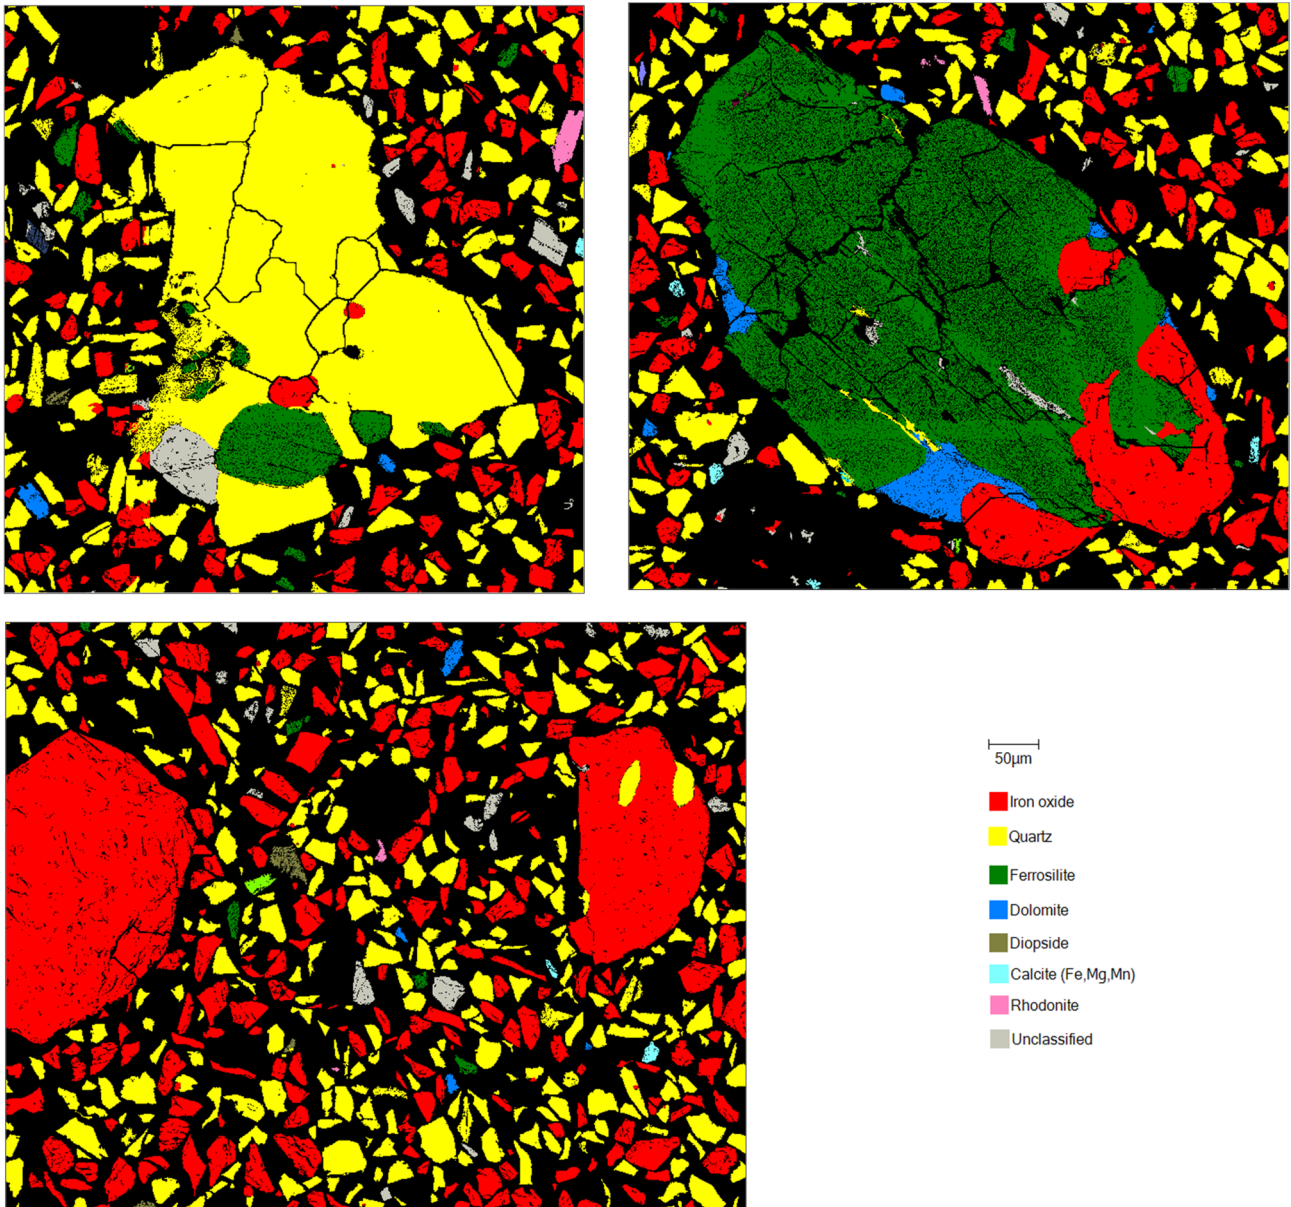 50µm
Iron oxide
Quartz
Ferrosilite
Dolomite
Diopside
Calcite (Fe,Mg,Mn)
Rhodonite
Unclassified